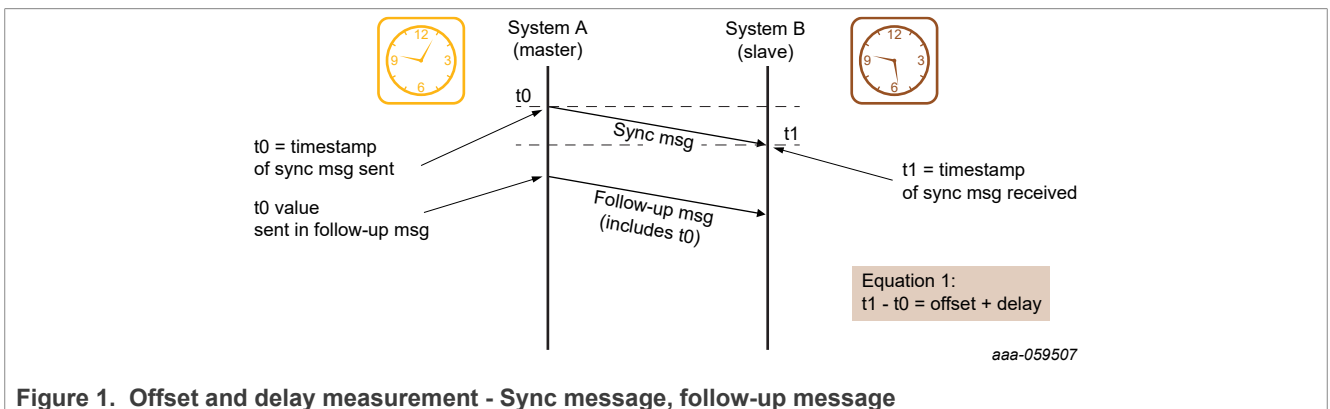 System A
(master)
System B
(slave)
12
9
3
6
12
9
3
6
t0
Sync msg
t1
t0 = timestamp
of sync msg sent
t1 = timestamp
of sync msg received
t0 value
sent in follow-up msg
Follow-up msg
(includes t0)
Equation 1:
t1 - t0 = offset + delay
aaa-059507
Figure 1. Offset and delay measurement - Sync message, follow-up message